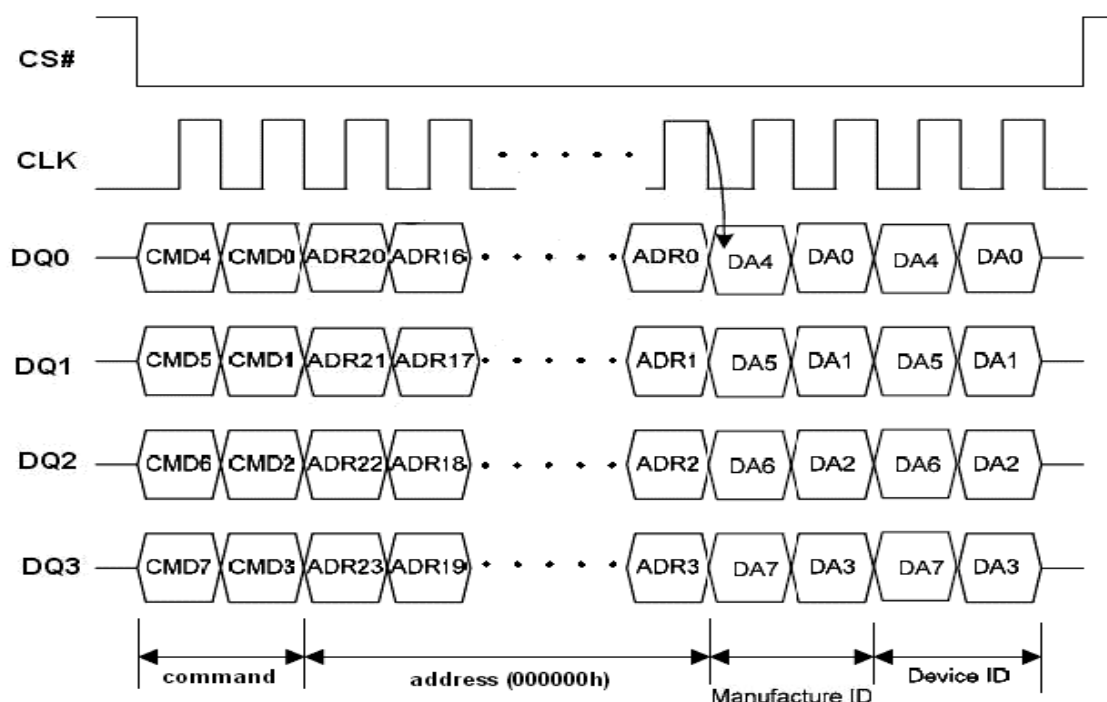 CS#
CLK
DQ0 CMD4 CMD0 ADR20 ADR16 ADR0 DA4 DA0 DA4 DA0
DQ1 CMD5 CMD1 ADR21 ADR17 ADR1 DA5 DA1 DA5 DA1
DQ2 CMD6 CMD2 ADR22 ADR18 ADR2 DA6 DA2 DA6 DA2
DQ3 CMD7 CMD3 ADR23 ADR19 ADR3 DA7 DA3 DA7 DA3
command address (000000h) Manufacture ID Device ID